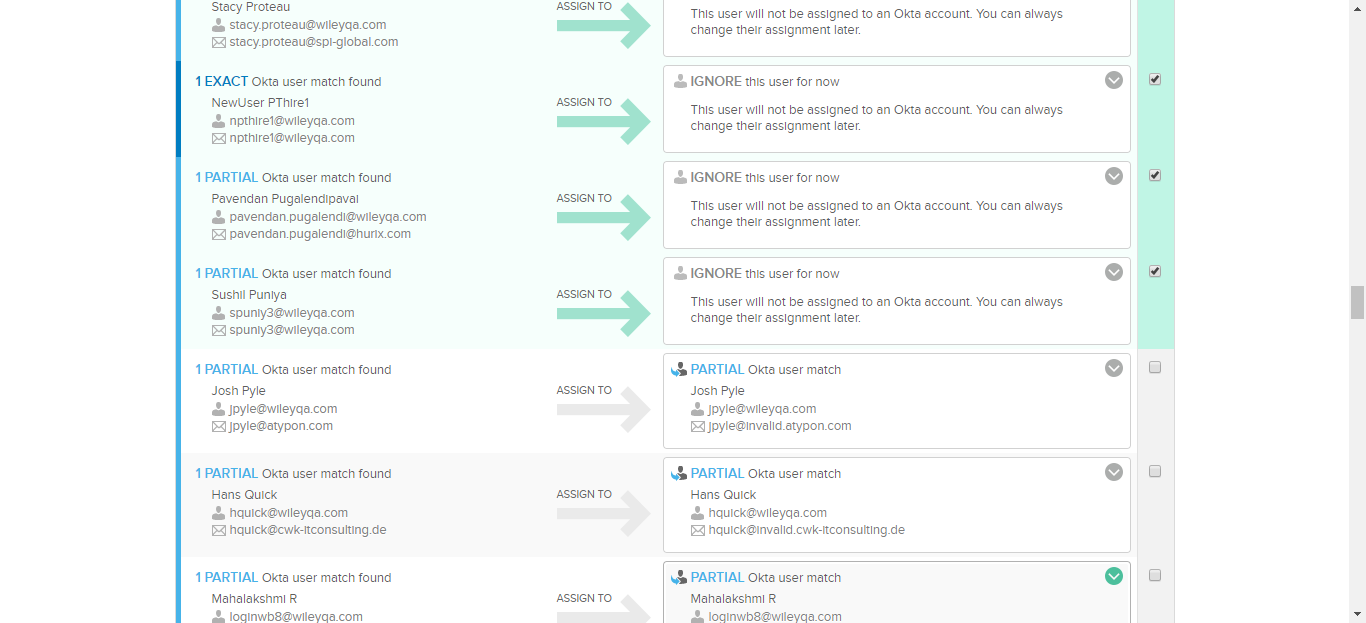 Stacy Proteau
stacy.proteau@wileyqa.com
stacy.proteau@spi-global.com
ASSIGN TO
This user will not be assigned to an Okta account. You can always
change their assignment later.
1 EXACT Okta user match found
NewUser PThire1
npthire1@wileyqa.com
npthire1@wileyqa.com
ASSIGN TO
IGNORE this user for now
This user will not be assigned to an Okta account. You can always
change their assignment later.
1 PARTIAL Okta user match found
Pavendan Pugalendipavai
pavendan.pugalendi@wileyqa.com
pavendan.pugalendi@hurix.com
ASSIGN TO
IGNORE this user for now
This user will not be assigned to an Okta account. You can always
change their assignment later.
1 PARTIAL Okta user match found
Sushil Puniya
spuniy3@wileyqa.com
spuniy3@wileyqa.com
ASSIGN TO
IGNORE this user for now
This user will not be assigned to an Okta account. You can always
change their assignment later.
1 PARTIAL Okta user match found
Josh Pyle
jpyle@wileyqa.com
jpyle@atypon.com
ASSIGN TO
PARTIAL Okta user match
Josh Pyle
jpyle@wileyqa.com
jpyle@invalid.atypon.com
1 PARTIAL Okta user match found
Hans Quick
hquick@wileyqa.com
hquick@cwk-itconsulting.de
ASSIGN TO
PARTIAL Okta user match
Hans Quick
hquick@wileyqa.com
hquick@invalid.cwk-itconsulting.de
1 PARTIAL Okta user match found
Mahalakshmi R
loginwb8@wileyqa.com
ASSIGN TO
PARTIAL Okta user match
Mahalakshmi R
loginwb8@wileyqa.com